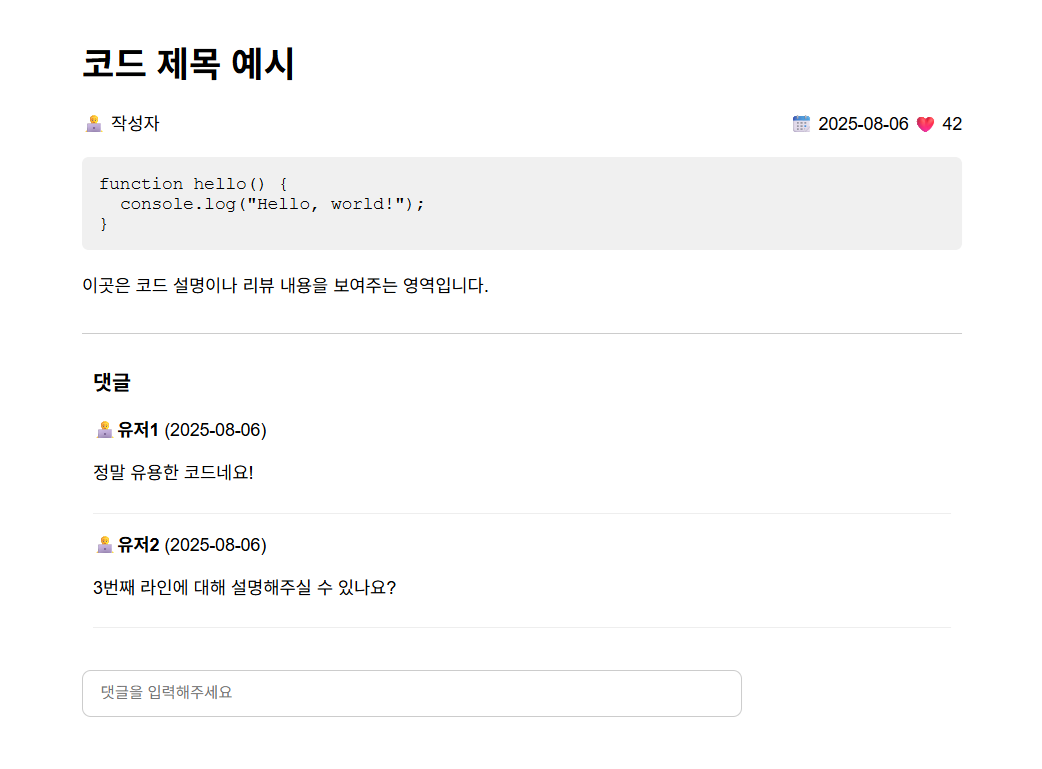 코드 제목 예시
🧑‍💻 작성자 📅 2025-08-06 ❤️ 42
function hello() {
  console.log("Hello, world!");
}
이곳은 코드 설명이나 리뷰 내용을 보여주는 영역입니다.
댓글
🧑‍💻 유저1 (2025-08-06)
정말 유용한 코드네요!
🧑‍💻 유저2 (2025-08-06)
3번째 라인에 대해 설명해주실 수 있나요?
댓글을 입력해주세요